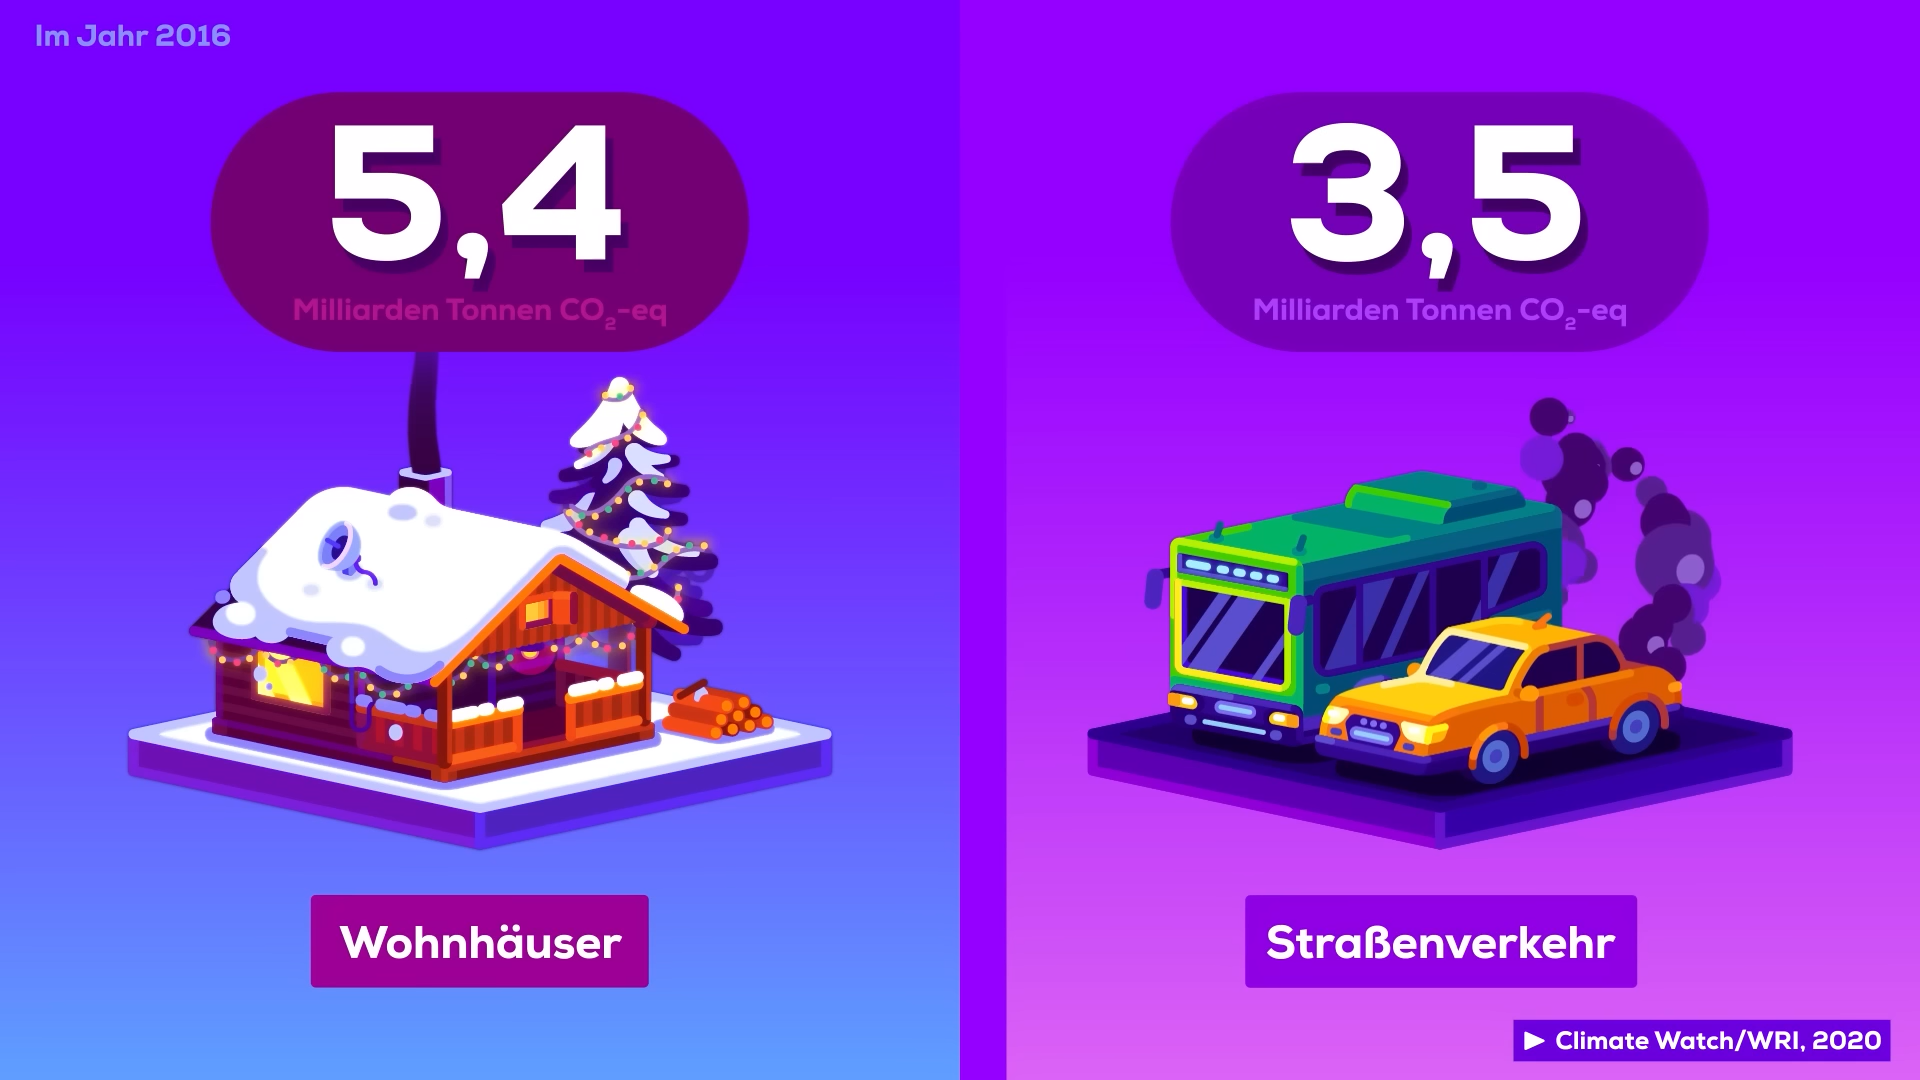 Im Jahr 2016
5,4
Milliarden Tonnen CO₂-eq
Wohnhäuser
3,5
Milliarden Tonnen CO₂-eq
Straßenverkehr
► Climate Watch/WRI, 2020